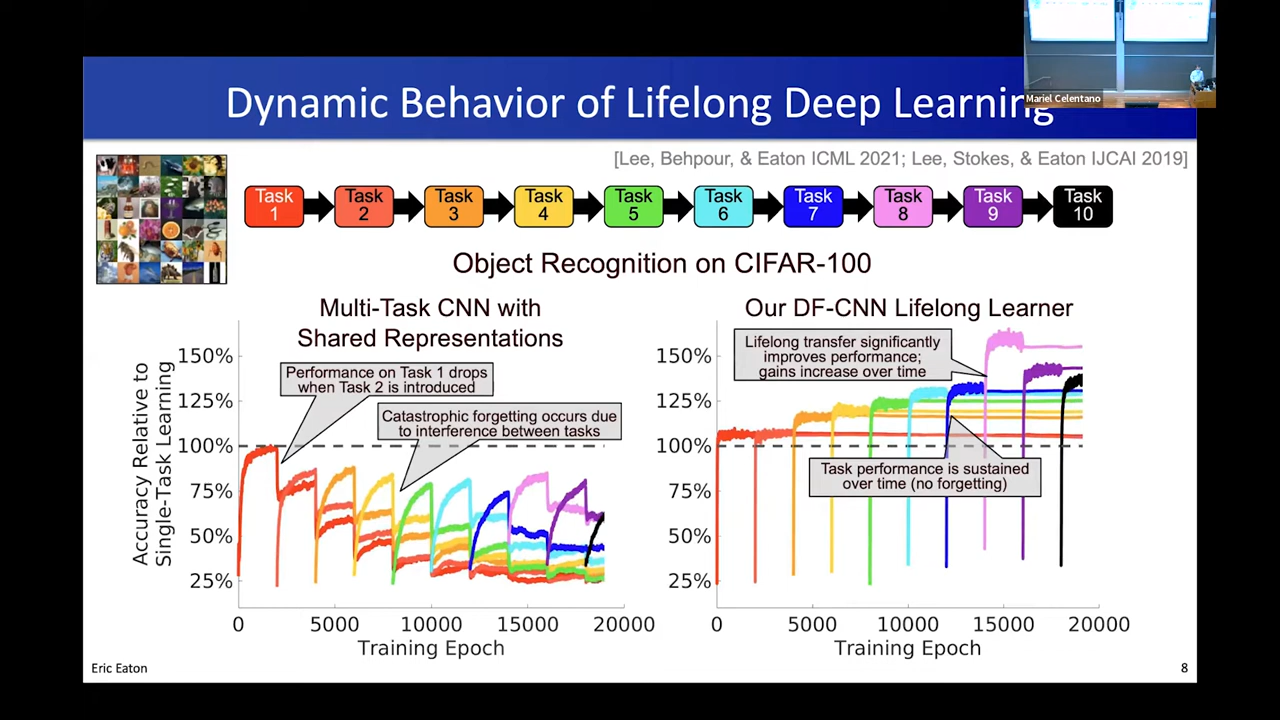 Mariel Celentano
Dynamic Behavior of Lifelong Deep Learning
[Lee, Behpour, & Eaton ICML 2021; Lee, Stokes, & Eaton IJCAI 2019]
Task 1
Task 2
Task 3
Task 4
Task 5
Task 6
Task 7
Task 8
Task 9
Task 10
Object Recognition on CIFAR-100
Multi-Task CNN with
Shared Representations
Accuracy Relative to
Single-Task Learning
150%
125%
100%
75%
50%
25%
Performance on Task 1 drops
when Task 2 is introduced
Catastrophic forgetting occurs due
to interference between tasks
0 5000 10000 15000 20000
Training Epoch
Our DF-CNN Lifelong Learner
150%
125%
100%
75%
50%
25%
Lifelong transfer significantly
improves performance;
gains increase over time
Task performance is sustained
over time (no forgetting)
0 5000 10000 15000 20000
Training Epoch
Eric Eaton
8